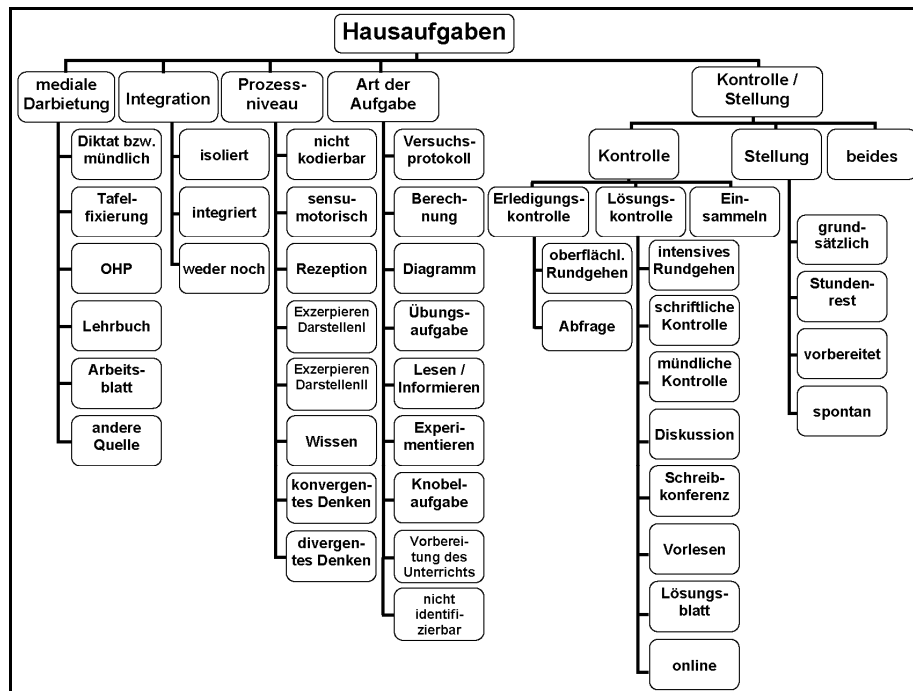 Hausaufgaben
mediale
Darbietung
Integration
Prozess-
niveau
Art der
Aufgabe
Kontrolle /
Stellung
Diktat bzw.
mündlich
Tafel-
fixierung
OHP
Lehrbuch
Arbeits-
blatt
andere
Quelle
isoliert
integriert
weder noch
nicht
kodierbar
sensu-
motorisch
Rezeption
Exzerpieren
DarstellenI
Exzerpieren
DarstellenII
Wissen
konvergen-
tes Denken
divergen-
tes Denken
Versuchs-
protokoll
Berech-
nung
Diagramm
Übungs-
aufgabe
Lesen /
Informieren
Experi-
mentieren
Knobel-
aufgabe
Vorberei-
tung des
Unterrichts
nicht
identifi-
zierbar
Kontrolle
Stellung
beides
Erledigungs-
kontrolle
Lösungs-
kontrolle
Ein-
sammeln
oberflächl.
Rundgehen
Abfrage
intensives
Rundgehen
schriftliche
Kontrolle
mündliche
Kontrolle
Diskussion
Schreib-
konferenz
Vorlesen
Lösungs-
blatt
online
grund-
sätzlich
Stunden-
rest
vorbereitet
spontan